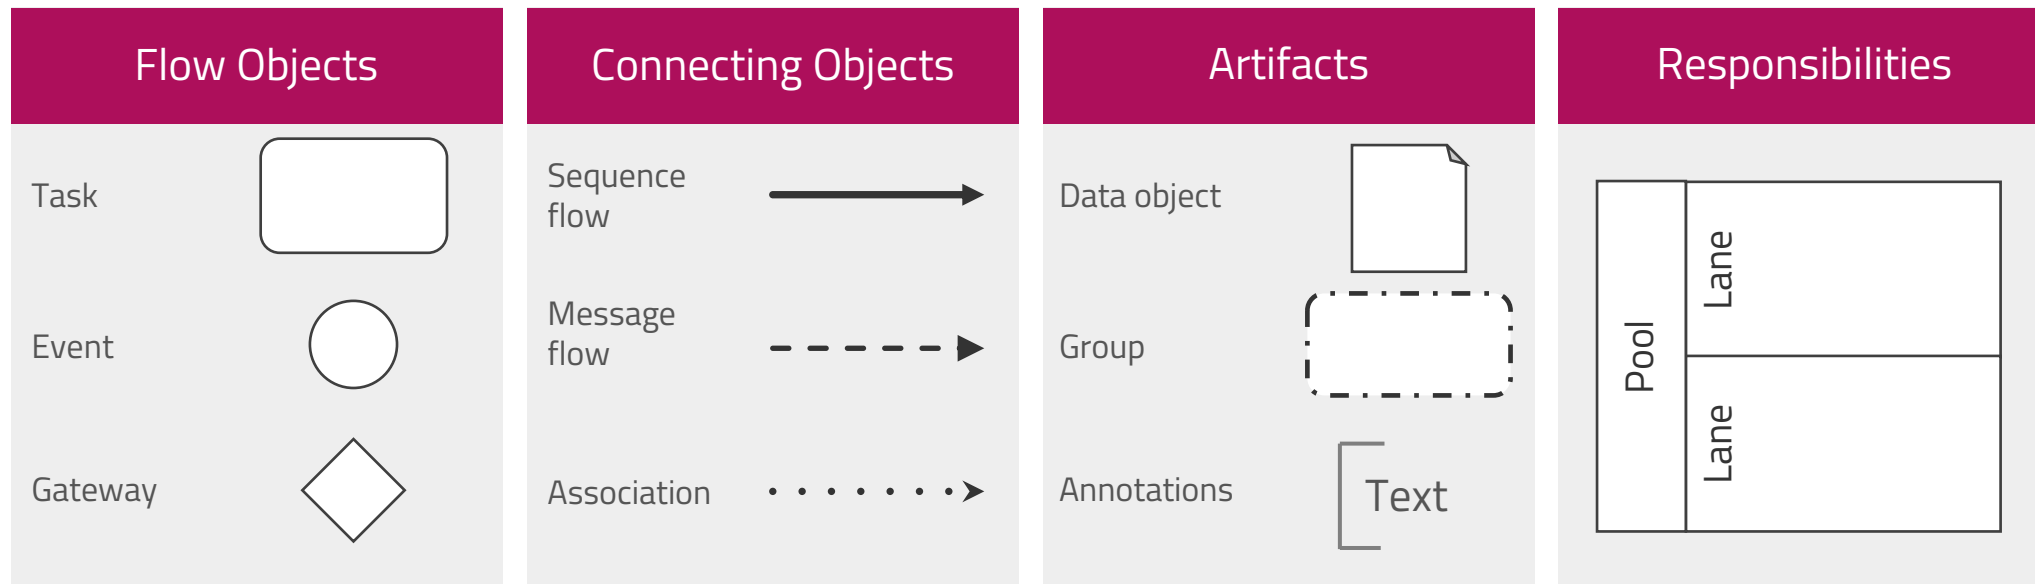 Flow Objects
Task
Event
Gateway
Connecting Objects
Sequence
flow
Message
flow
Association
Artifacts
Data object
Group
Annotations
Text
Responsibilities
Pool
Lane
Lane